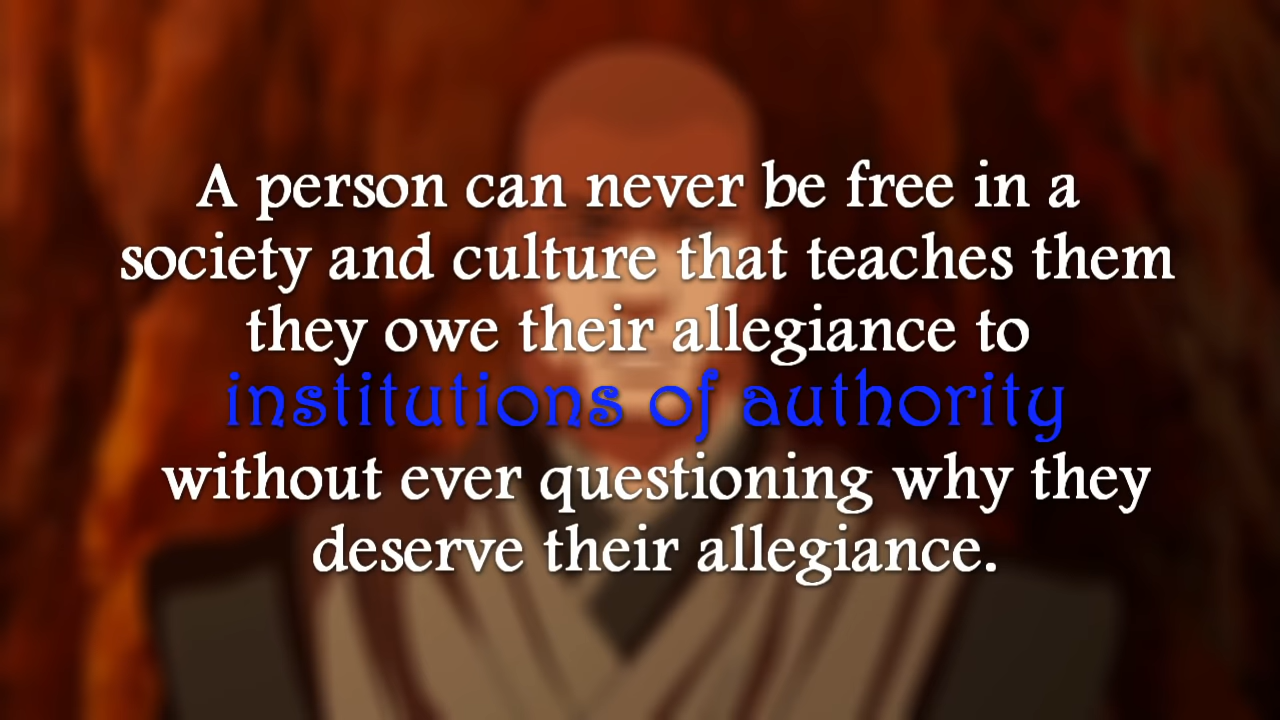 A person can never be free in a
society and culture that teaches them
they owe their allegiance to
institutions of authority
without ever questioning why they
deserve their allegiance.